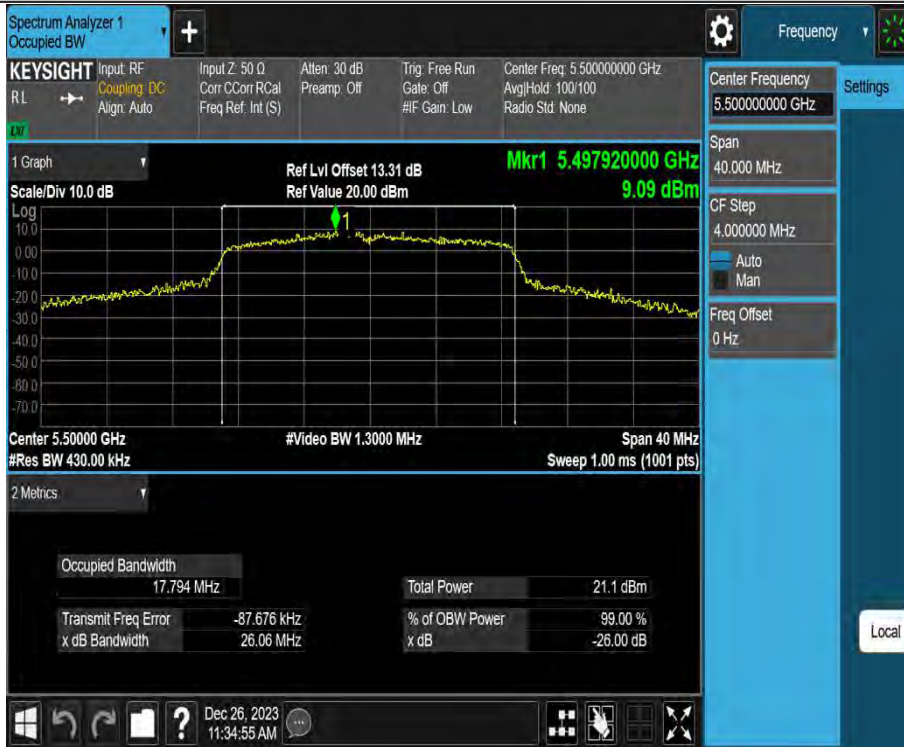 Spectrum Analyzer 1
Occupied BW
+
Frequency
KEYSIGHT
R L
Input: RF
Coupling: DC
Align: Auto
Input Z: 50 Ω
Corr CCorr RCal
Freq Ref: Int (S)
Atten: 30 dB
Preamp: Off
Trig: Free Run
Gate: Off
#IF Gain: Low
Center Freq: 5.500000000 GHz
Avg|Hold: 100/100
Radio Std: None
LXI
1 Graph
Scale/Div 10.0 dB
Ref Lvl Offset 13.31 dB
Ref Value 20.00 dBm
Mkr1 5.497920000 GHz
9.09 dBm
Log
10.0
0.00
-10.0
-20.0
-30.0
-40.0
-50.0
-60.0
-70.0
1
Center 5.50000 GHz
#Res BW 430.00 kHz
#Video BW 1.3000 MHz
Span 40 MHz
Sweep 1.00 ms (1001 pts)
2 Metrics
Occupied Bandwidth
17.794 MHz
Total Power 21.1 dBm
Transmit Freq Error -87.676 kHz
% of OBW Power 99.00 %
x dB Bandwidth 26.06 MHz
x dB -26.00 dB
Center Frequency
5.500000000 GHz
Settings
Span
40.000 MHz
CF Step
4.000000 MHz
Auto
Man
Freq Offset
0 Hz
Local
?
Dec 26, 2023
11:34:55 AM